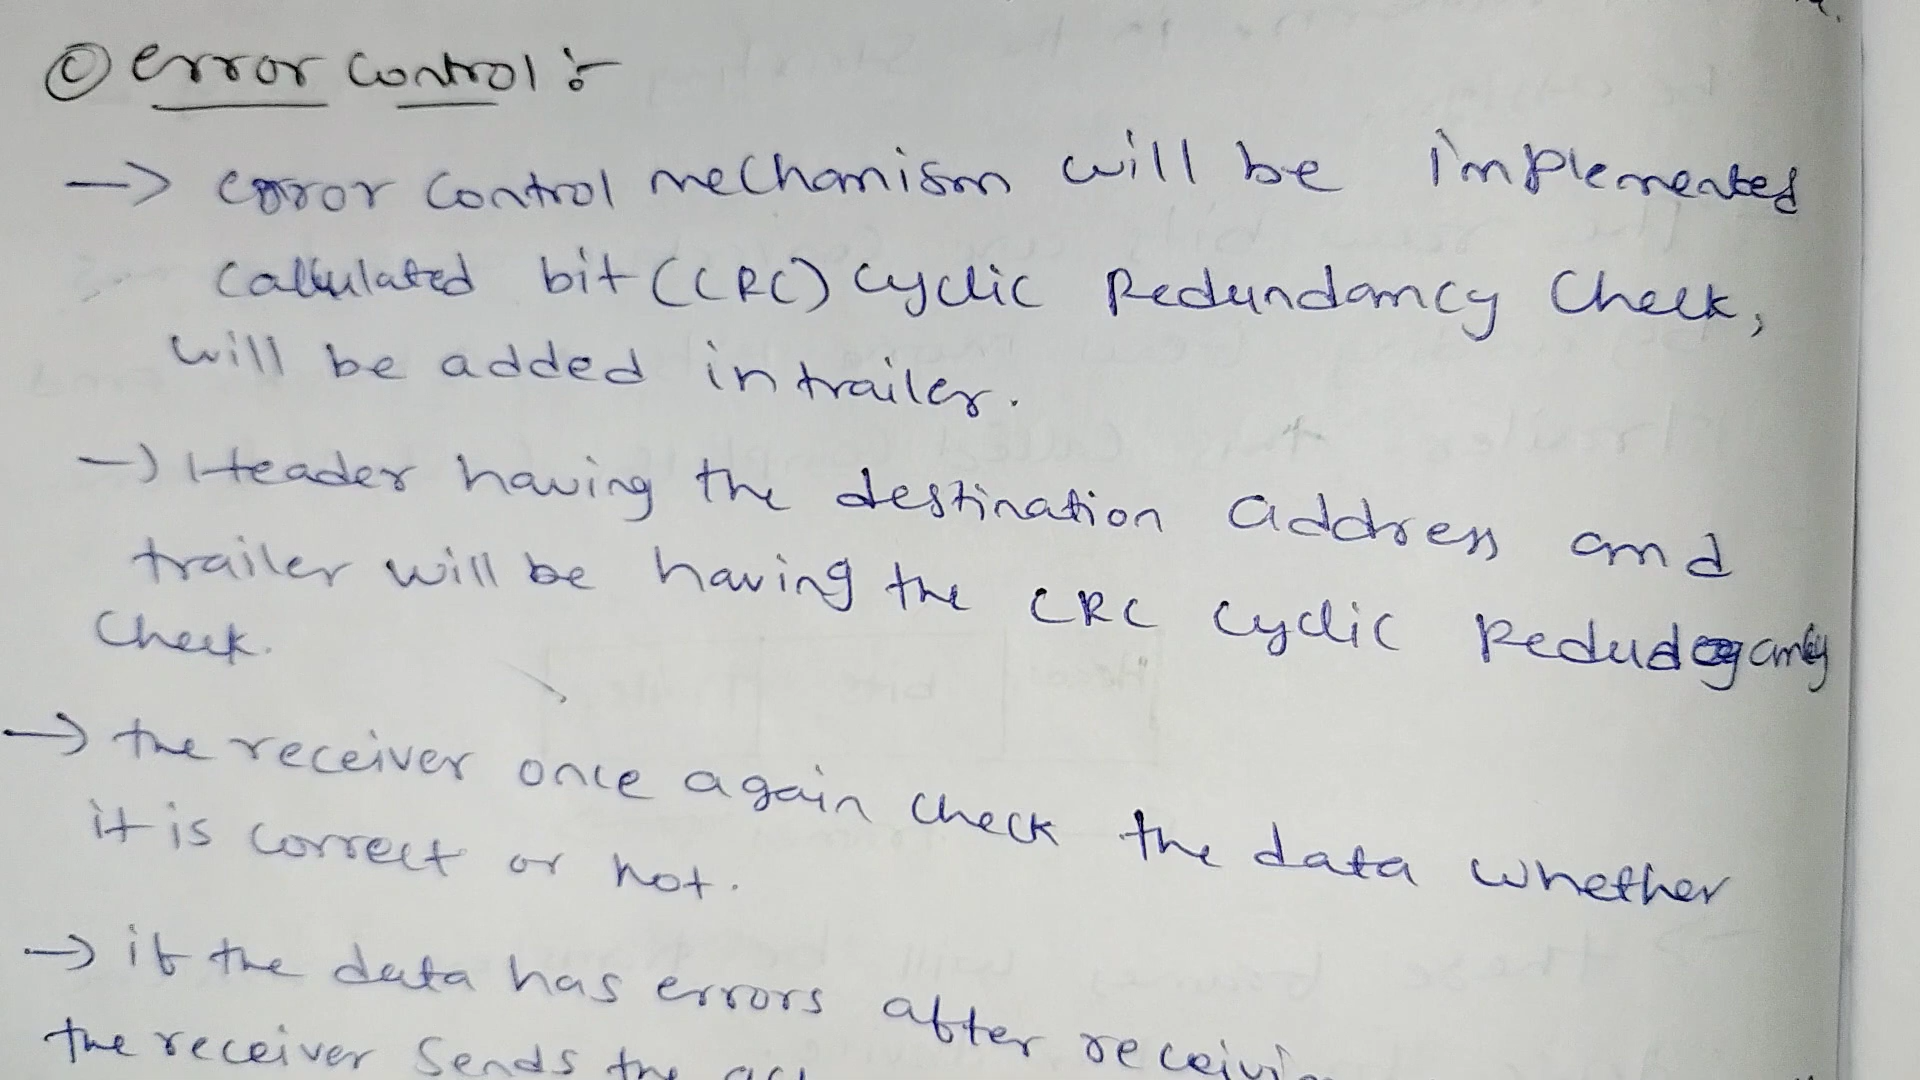 © error control :-
-> error control mechanism will be implemented
calculated bit (CRC) cyclic Redundancy Check,
will be added in trailer.
-> Header having the destination address and
trailer will be having the CRC cyclic
Check.
-> the receiver once again check the data whether
it is correct or not.
-> if the data has errors after
the receiver sends the